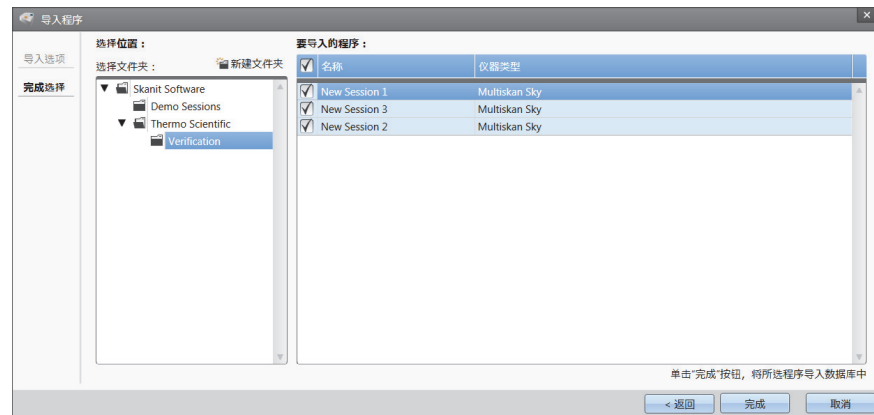 导入程序
导入选项
完成选择
选择位置：
选择文件夹：
新建文件夹
Skanit Software
Demo Sessions
Thermo Scientific
Verification
要导入的程序：
名称 仪器类型
New Session 1 Multiskan Sky
New Session 3 Multiskan Sky
New Session 2 Multiskan Sky
单击“完成”按钮，将所选程序导入数据库中
< 返回 完成 取消